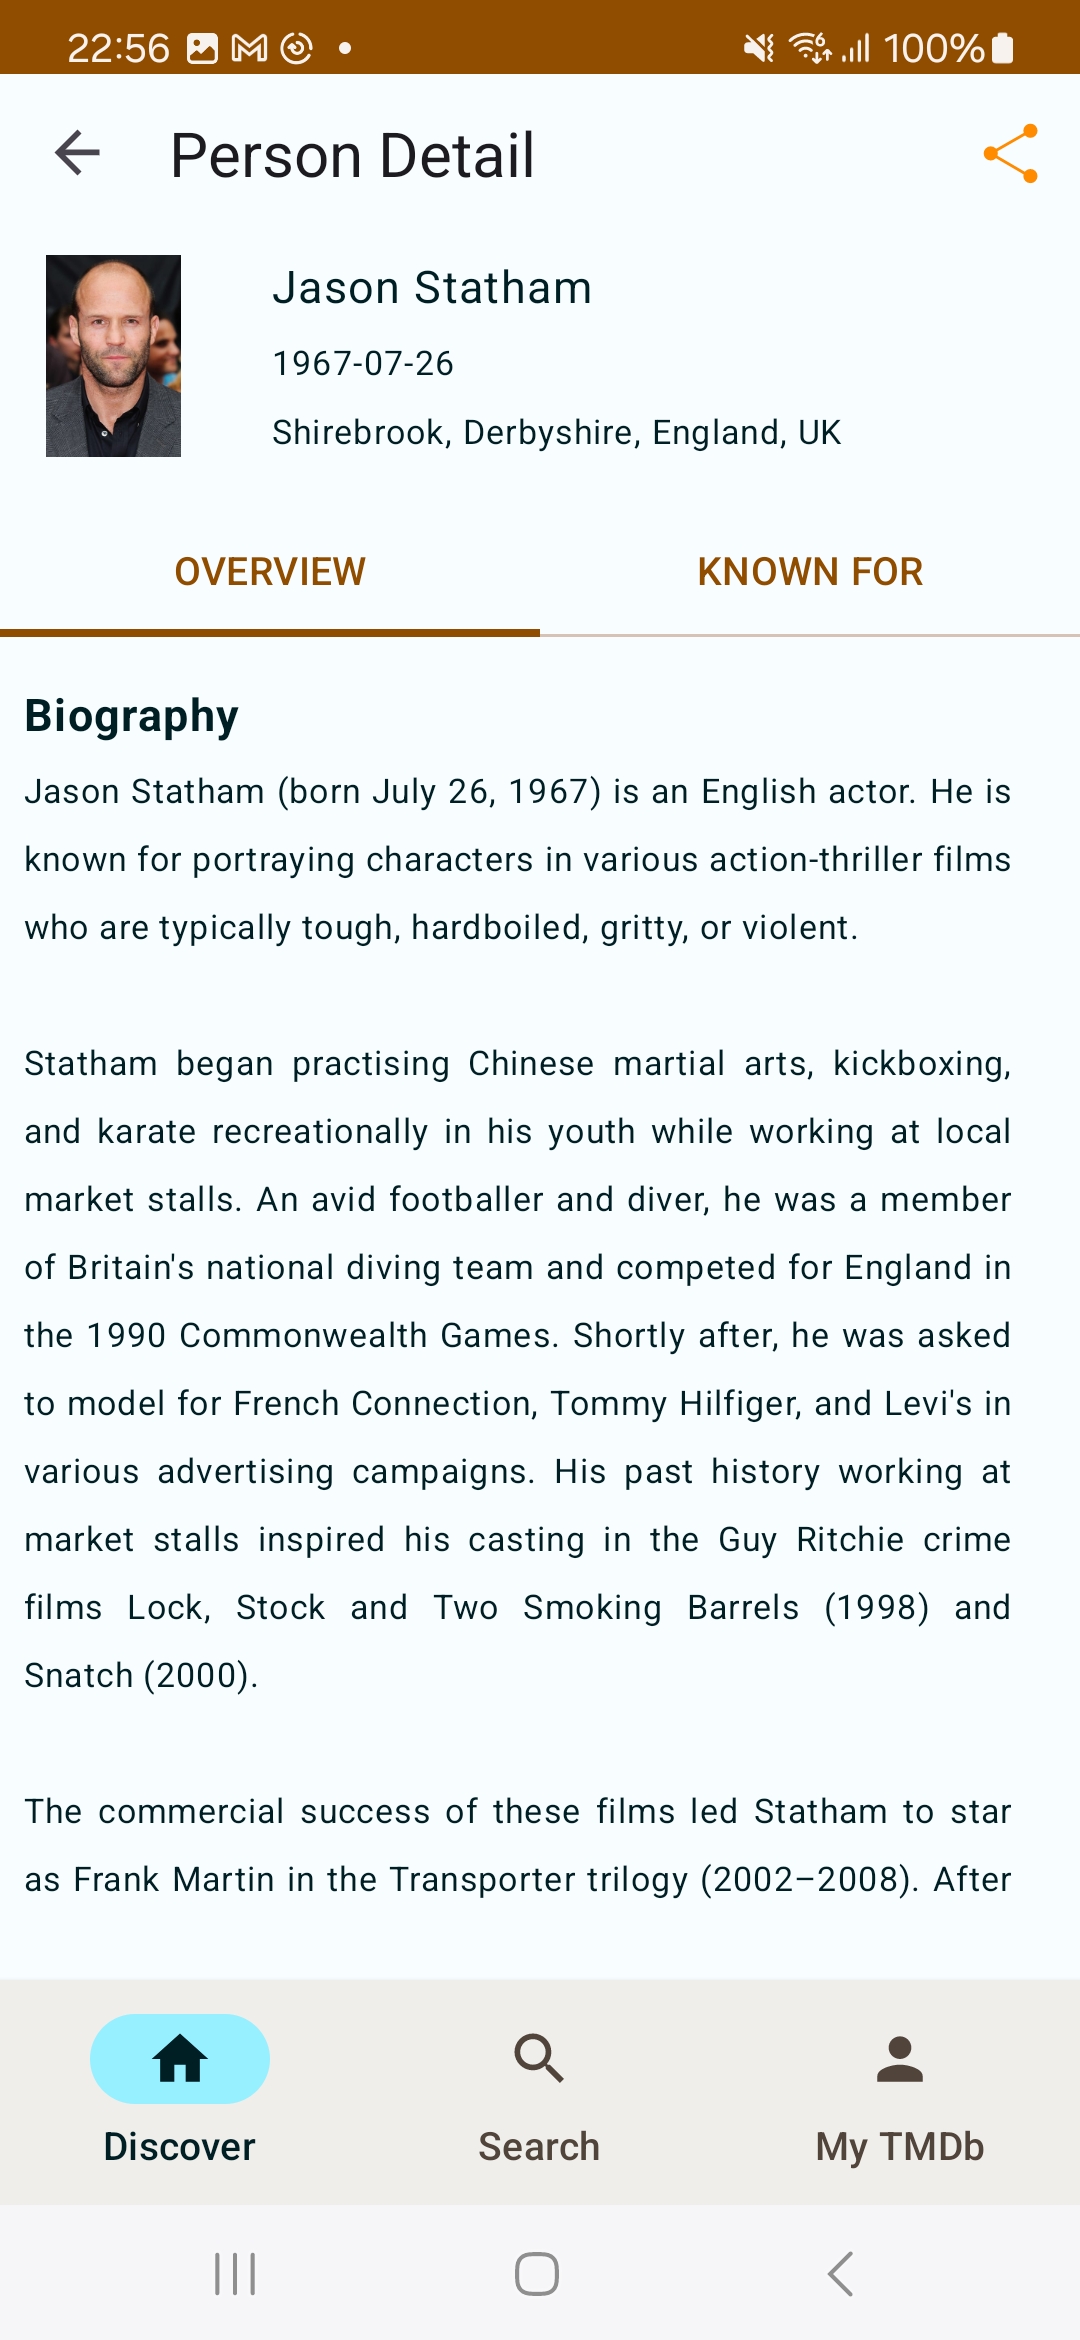 22:56
100%
Person Detail
Jason Statham
1967-07-26
Shirebrook, Derbyshire, England, UK
OVERVIEW
KNOWN FOR
Biography
Jason Statham (born July 26, 1967) is an English actor. He is
known for portraying characters in various action-thriller films
who are typically tough, hardboiled, gritty, or violent.
Statham began practising Chinese martial arts, kickboxing,
and karate recreationally in his youth while working at local
market stalls. An avid footballer and diver, he was a member
of Britain's national diving team and competed for England in
the 1990 Commonwealth Games. Shortly after, he was asked
to model for French Connection, Tommy Hilfiger, and Levi's in
various advertising campaigns. His past history working at
market stalls inspired his casting in the Guy Ritchie crime
films Lock, Stock and Two Smoking Barrels (1998) and
Snatch (2000).
The commercial success of these films led Statham to star
as Frank Martin in the Transporter trilogy (2002–2008). After
Discover
Search
My TMDb